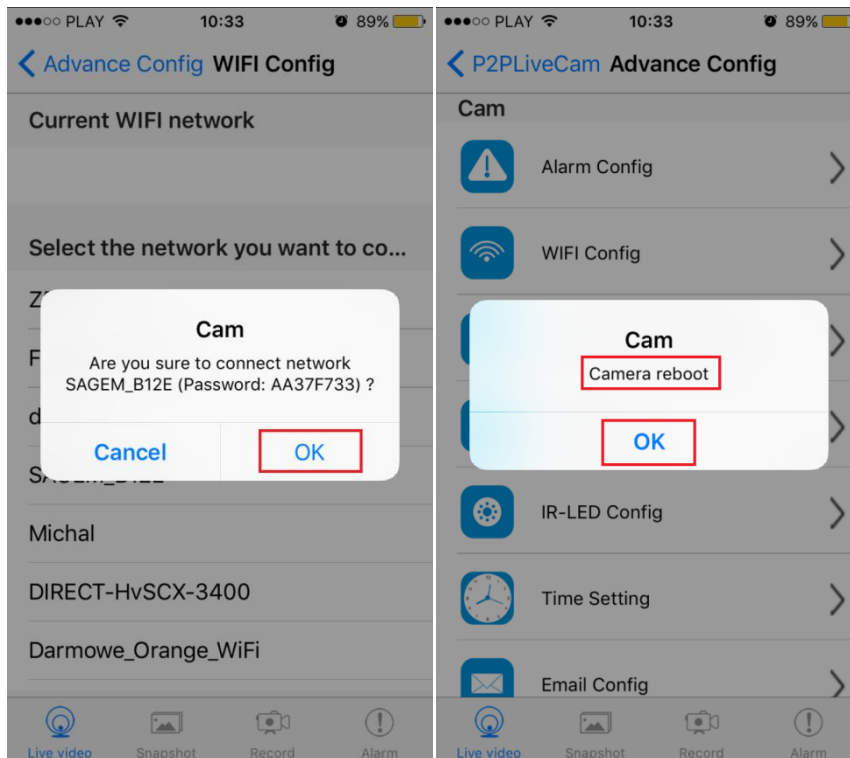 PLAY 10:33 89%
Advance Config WIFI Config
Current WIFI network
Select the network you want to co...
Z
F
d
Cam
Are you sure to connect network
SAGEM_B12E (Password: AA37F733) ?
Cancel OK
SAGEM_B12E
Michal
DIRECT-HvSCX-3400
Darmowe_Orange_WiFi
Live video Snapshot Record Alarm
PLAY 10:33 89%
P2PLiveCam Advance Config
Cam
Alarm Config
WIFI Config
Cam
Camera reboot
OK
IR-LED Config
Time Setting
Email Config
Live video Snapshot Record Alarm